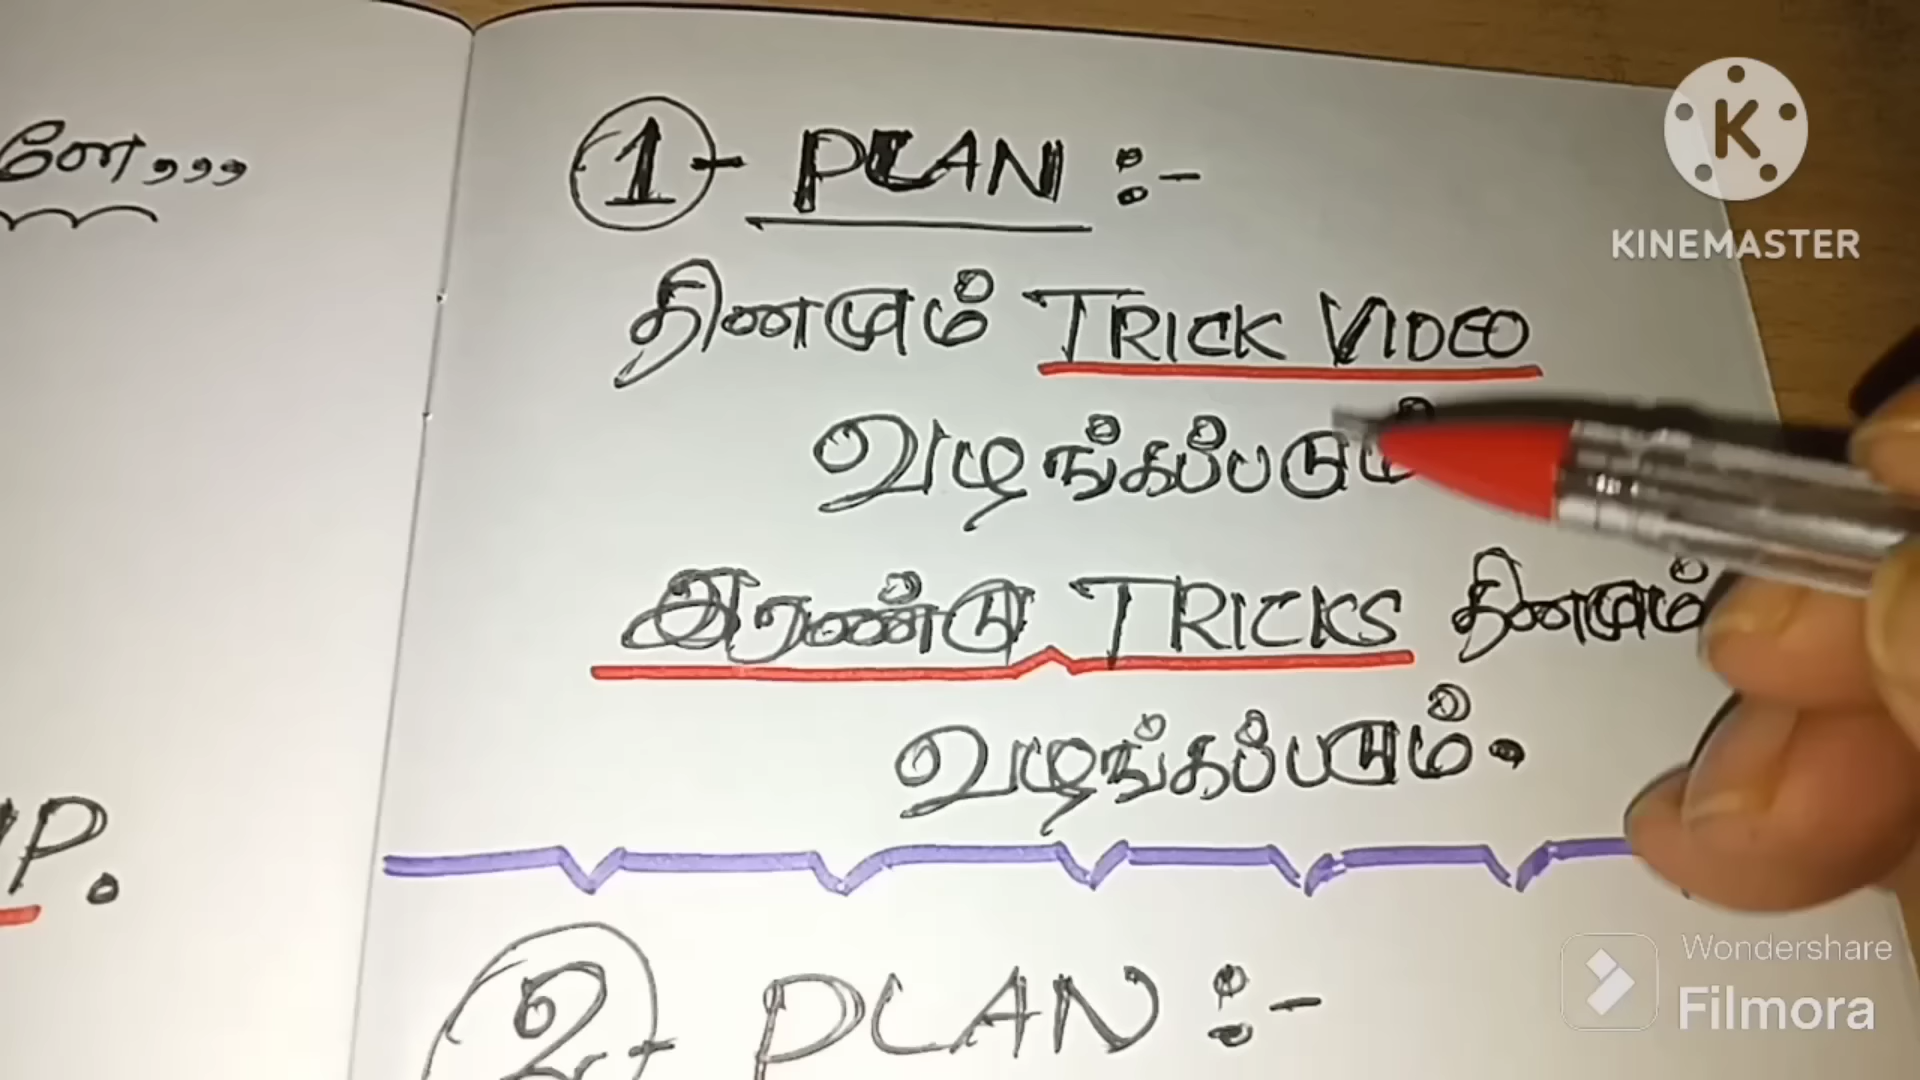 னே,,,
1 - PLAN :-
தினமும் TRICK VIDEO
வழங்கப்படும்
இரண்டு TRICKS தினமும்
வழங்கப்படும்.
P.
2 - PLAN :-
K
KINEMASTER
Wondershare
Filmora